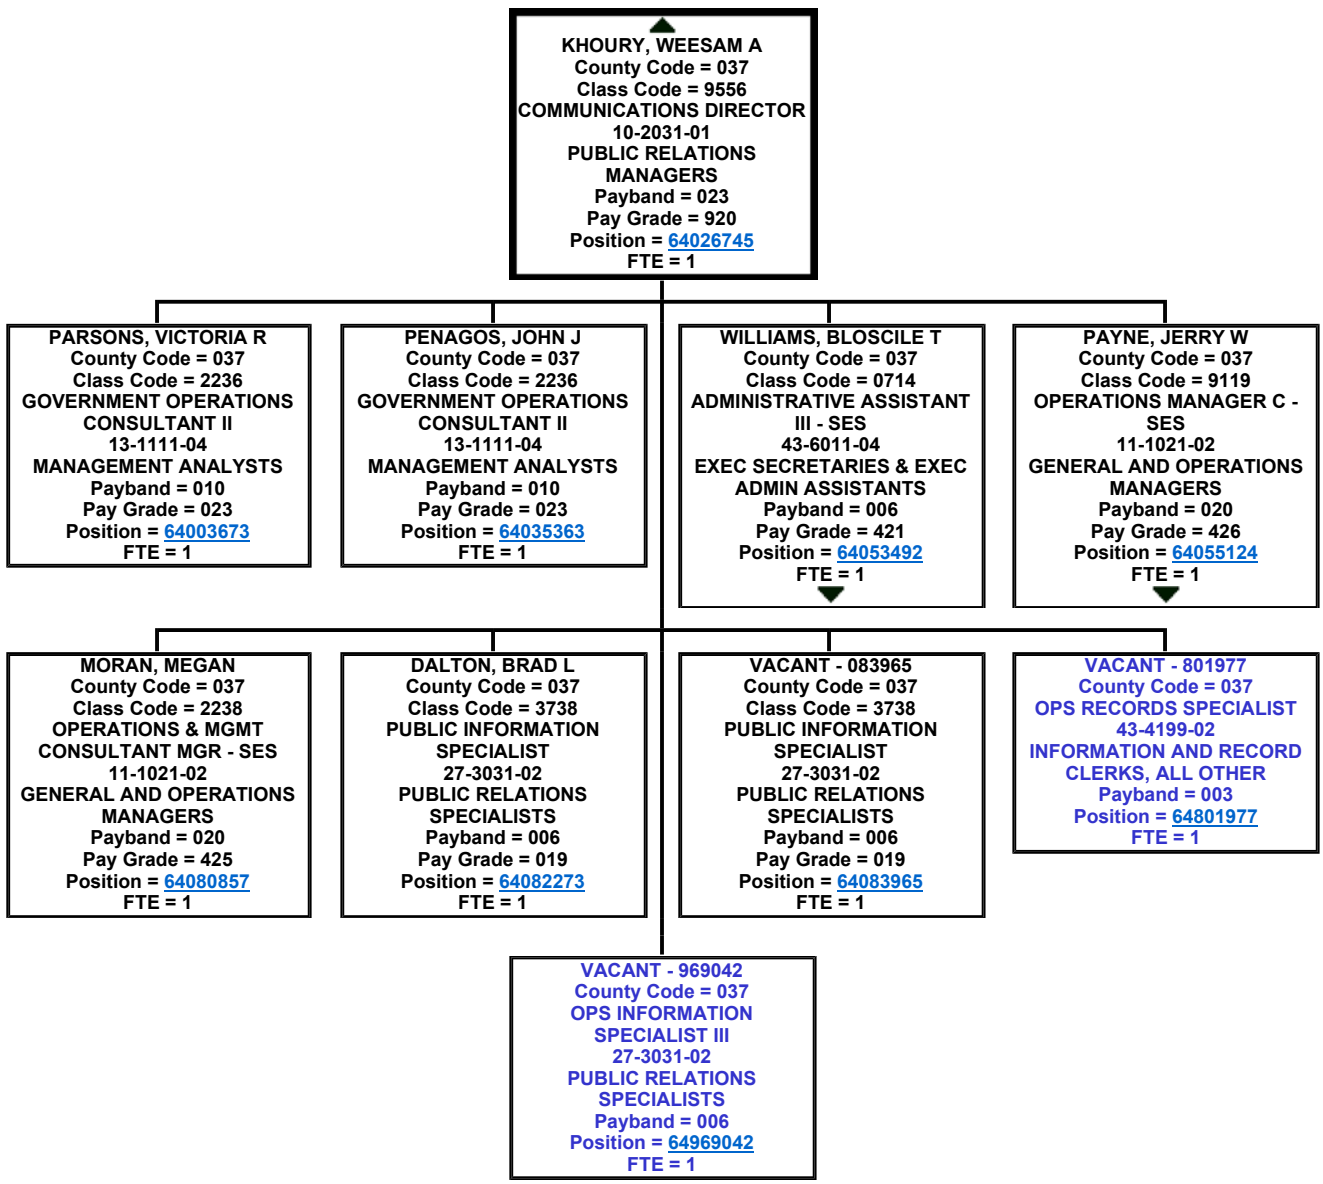 KHOURY, WEESAM A
County Code = 037
Class Code = 9556
COMMUNICATIONS DIRECTOR
10-2031-01
PUBLIC RELATIONS
MANAGERS
Payband = 023
Pay Grade = 920
Position = 64026745
FTE = 1
PARSONS, VICTORIA R
County Code = 037
Class Code = 2236
GOVERNMENT OPERATIONS
CONSULTANT II
13-1111-04
MANAGEMENT ANALYSTS
Payband = 010
Pay Grade = 023
Position = 64003673
FTE = 1
PENAGOS, JOHN J
County Code = 037
Class Code = 2236
GOVERNMENT OPERATIONS
CONSULTANT II
13-1111-04
MANAGEMENT ANALYSTS
Payband = 010
Pay Grade = 023
Position = 64035363
FTE = 1
WILLIAMS, BLOSCILE T
County Code = 037
Class Code = 0714
ADMINISTRATIVE ASSISTANT
III - SES
43-6011-04
EXEC SECRETARIES & EXEC
ADMIN ASSISTANTS
Payband = 006
Pay Grade = 421
Position = 64053492
FTE = 1
PAYNE, JERRY W
County Code = 037
Class Code = 9119
OPERATIONS MANAGER C -
SES
11-1021-02
GENERAL AND OPERATIONS
MANAGERS
Payband = 020
Pay Grade = 426
Position = 64055124
FTE = 1
MORAN, MEGAN
County Code = 037
Class Code = 2238
OPERATIONS & MGMT
CONSULTANT MGR - SES
11-1021-02
GENERAL AND OPERATIONS
MANAGERS
Payband = 020
Pay Grade = 425
Position = 64080857
FTE = 1
DALTON, BRAD L
County Code = 037
Class Code = 3738
PUBLIC INFORMATION
SPECIALIST
27-3031-02
PUBLIC RELATIONS
SPECIALISTS
Payband = 006
Pay Grade = 019
Position = 64082273
FTE = 1
VACANT - 083965
County Code = 037
Class Code = 3738
PUBLIC INFORMATION
SPECIALIST
27-3031-02
PUBLIC RELATIONS
SPECIALISTS
Payband = 006
Pay Grade = 019
Position = 64083965
FTE = 1
VACANT - 801977
County Code = 037
OPS RECORDS SPECIALIST
43-4199-02
INFORMATION AND RECORD
CLERKS, ALL OTHER
Payband = 003
Position = 64801977
FTE = 1
VACANT - 969042
County Code = 037
OPS INFORMATION
SPECIALIST III
27-3031-02
PUBLIC RELATIONS
SPECIALISTS
Payband = 006
Position = 64969042
FTE = 1